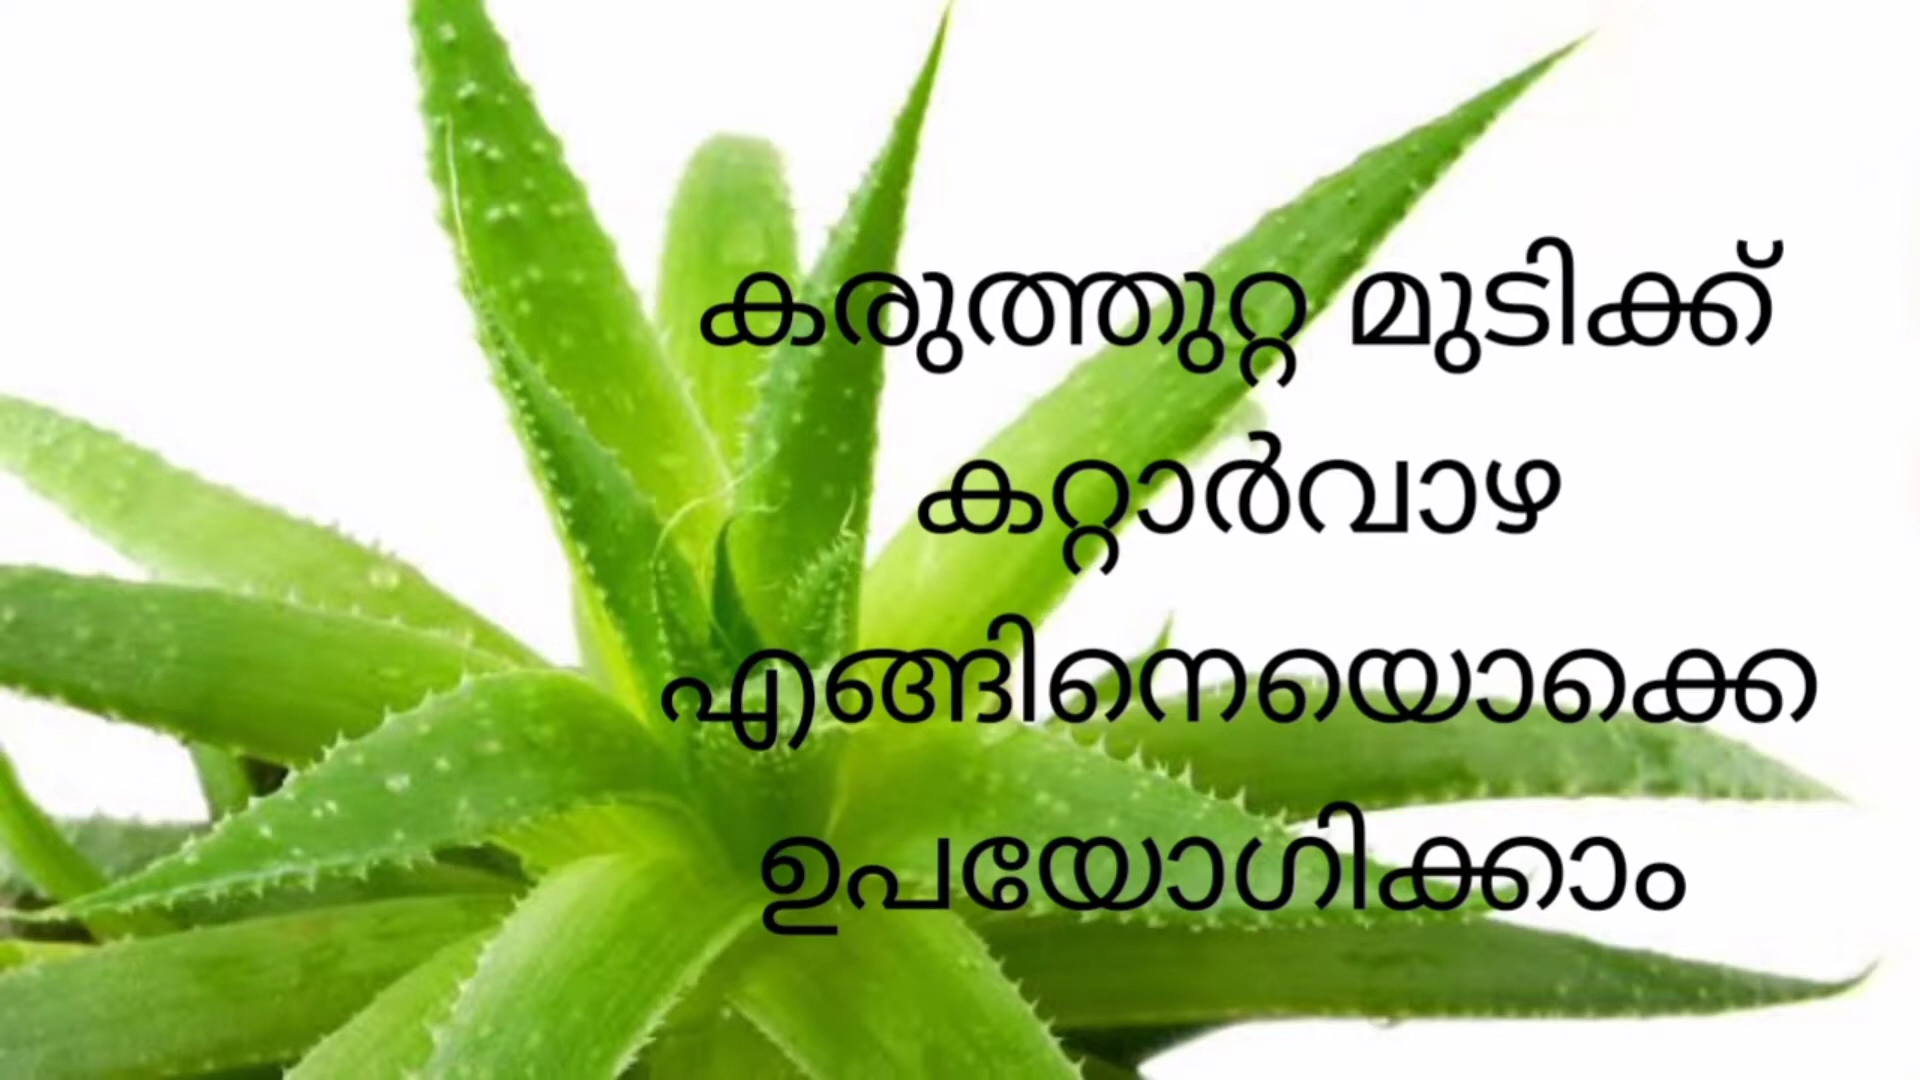 കരുത്തുറ്റ മുടിക്ക്
കറ്റാർവാഴ
എങ്ങിനെയൊക്കെ
ഉപയോഗിക്കാം